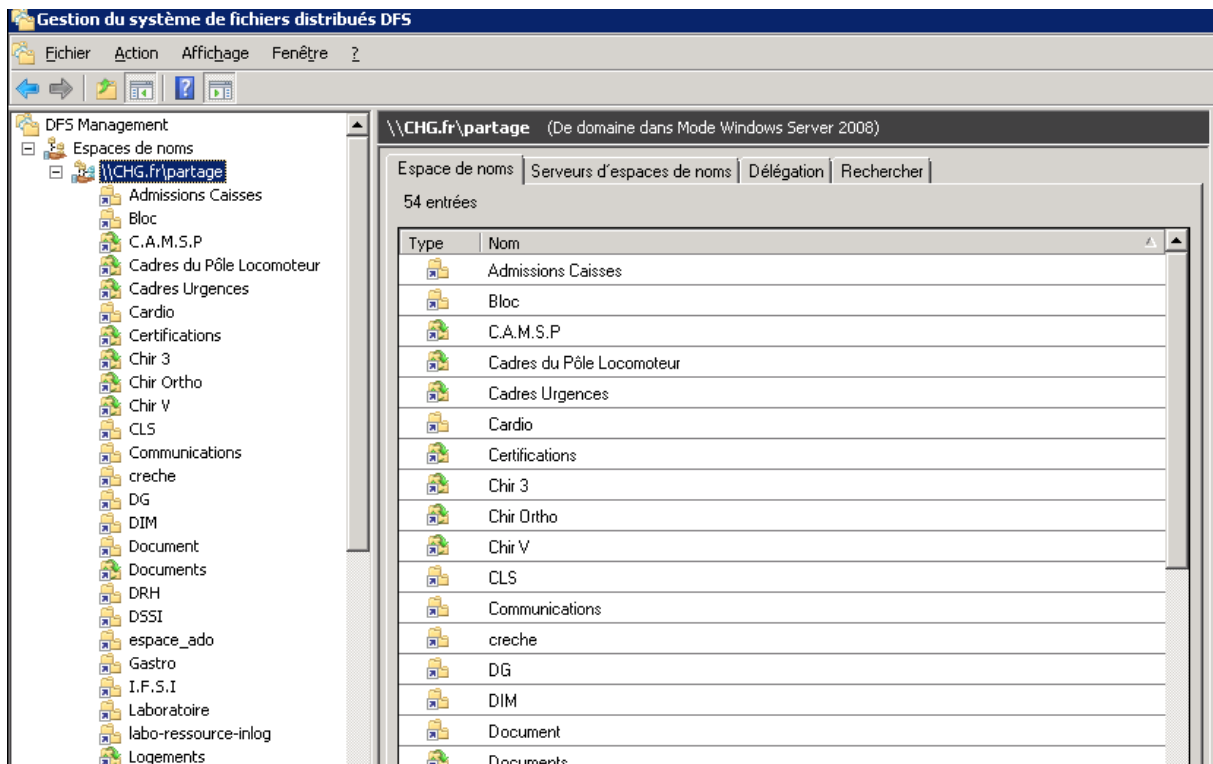 Gestion du système de fichiers distribués DFS
Fichier Action Affichage Fenêtre ?
DFS Management
Espaces de noms
\\CHG.fr\partage
Admissions Caisses
Bloc
C.A.M.S.P
Cadres du Pôle Locomoteur
Cadres Urgences
Cardio
Certifications
Chir 3
Chir Ortho
Chir V
CLS
Communications
creche
DG
DIM
Document
Documents
DRH
DSSI
espace_ado
Gastro
I.F.S.I
Laboratoire
labo-ressource-inlog
Logements
\\CHG.fr\partage (De domaine dans Mode Windows Server 2008)
Espace de noms Serveurs d'espaces de noms Délégation Rechercher
54 entrées
Type Nom
Admissions Caisses
Bloc
C.A.M.S.P
Cadres du Pôle Locomoteur
Cadres Urgences
Cardio
Certifications
Chir 3
Chir Ortho
Chir V
CLS
Communications
creche
DG
DIM
Document
Documents